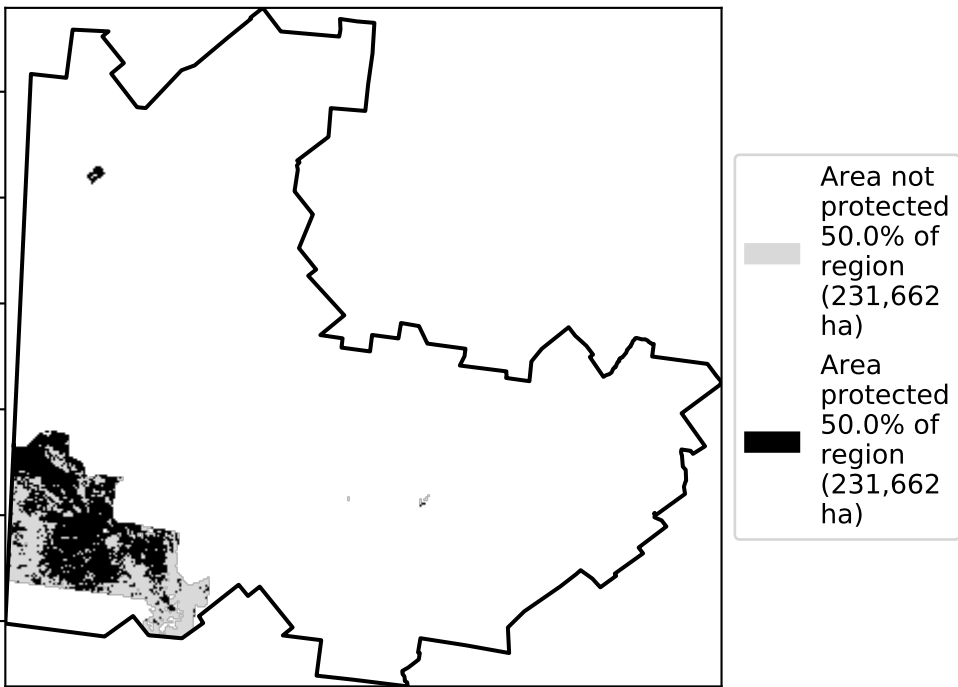 Area not
protected
50.0% of
region
(231,662
ha)
Area
protected
50.0% of
region
(231,662
ha)